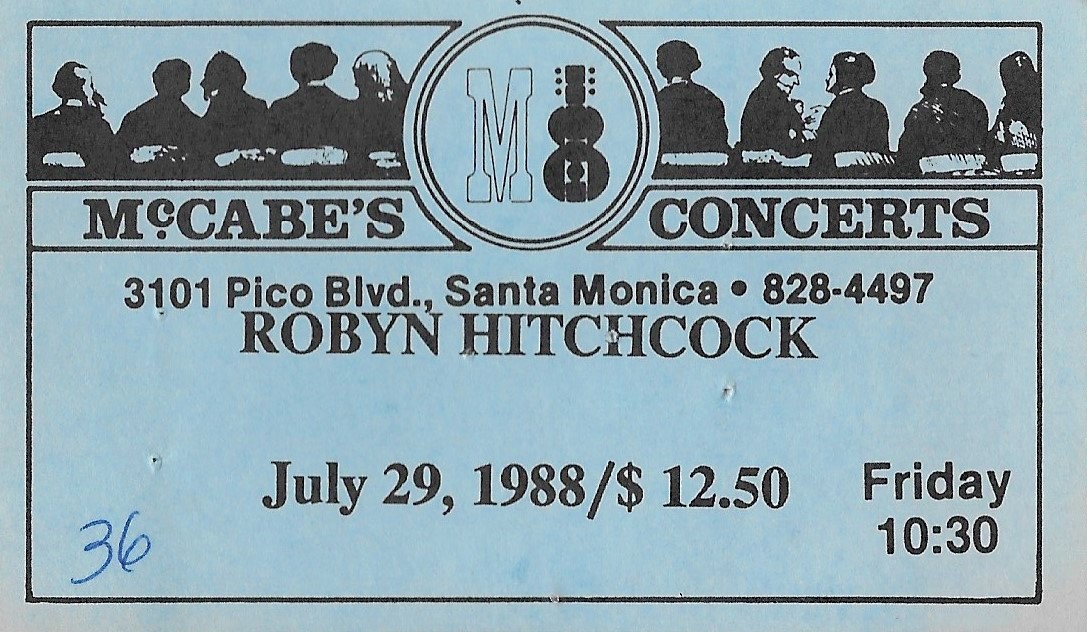 M
McCABE'S CONCERTS
3101 Pico Blvd., Santa Monica • 828-4497
ROBYN HITCHCOCK
July 29, 1988/$ 12.50 Friday
10:30
36